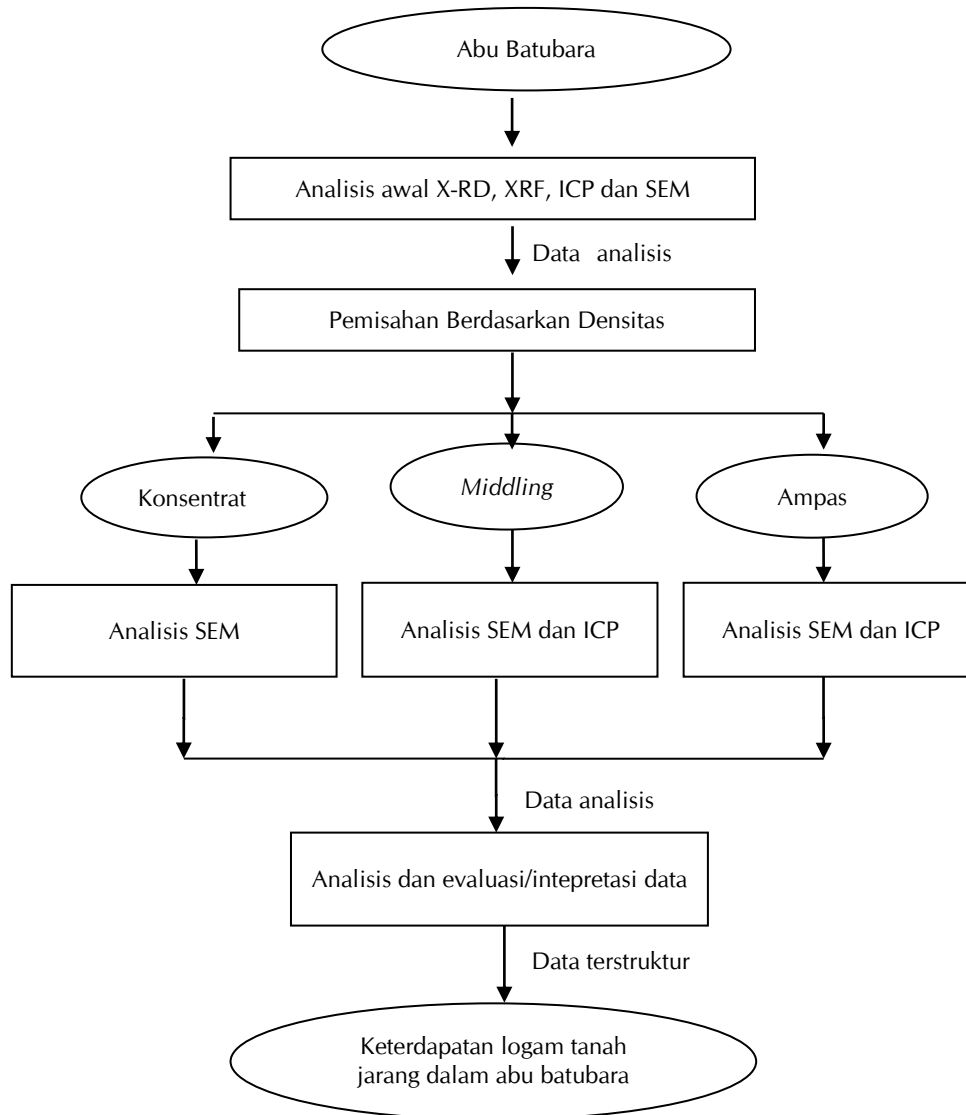 Abu Batubara
Analisis awal X-RD, XRF, ICP dan SEM
Data analisis
Pemisahan Berdasarkan Densitas
Konsentrat
Middling
Ampas
Analisis SEM
Analisis SEM dan ICP
Analisis SEM dan ICP
Data analisis
Analisis dan evaluasi/intepretasi data
Data terstruktur
Keterdapatan logam tanah
jarang dalam abu batubara